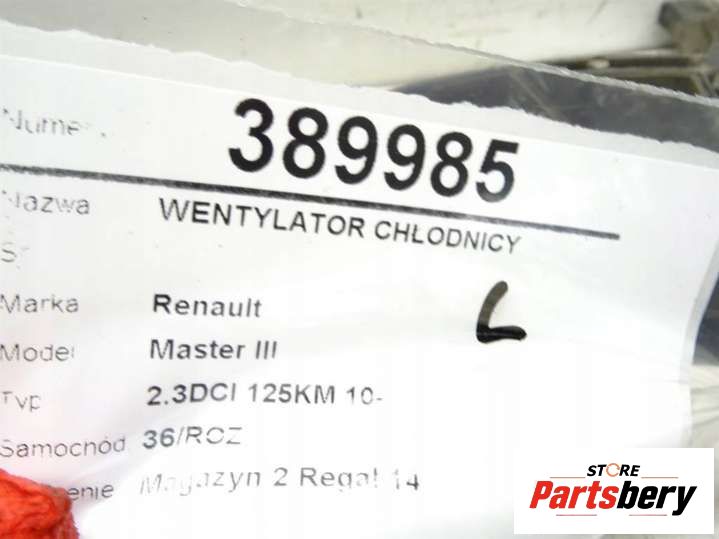 Numer 389985
Nazwa WENTYLATOR CHŁODNICY
Marka Renault
Model Master III
Typ 2.3DCI 125KM 10-
Samochód 36/ROZ
Magazyn 2 Regał 14
L
STORE
Partsbery